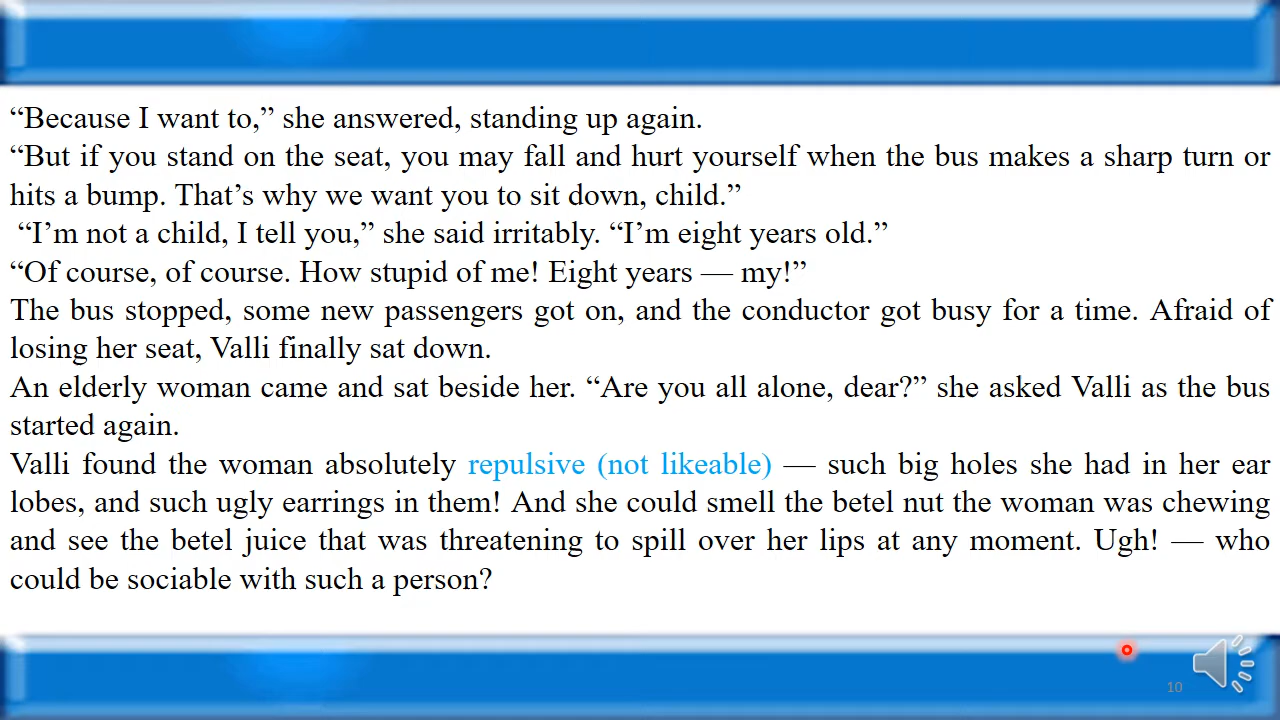 “Because I want to,” she answered, standing up again.
“But if you stand on the seat, you may fall and hurt yourself when the bus makes a sharp turn or
hits a bump. That’s why we want you to sit down, child.”
“I’m not a child, I tell you,” she said irritably. “I’m eight years old.”
“Of course, of course. How stupid of me! Eight years — my!”
The bus stopped, some new passengers got on, and the conductor got busy for a time. Afraid of
losing her seat, Valli finally sat down.
An elderly woman came and sat beside her. “Are you all alone, dear?” she asked Valli as the bus
started again.
Valli found the woman absolutely repulsive (not likeable) — such big holes she had in her ear
lobes, and such ugly earrings in them! And she could smell the betel nut the woman was chewing
and see the betel juice that was threatening to spill over her lips at any moment. Ugh! — who
could be sociable with such a person?
10